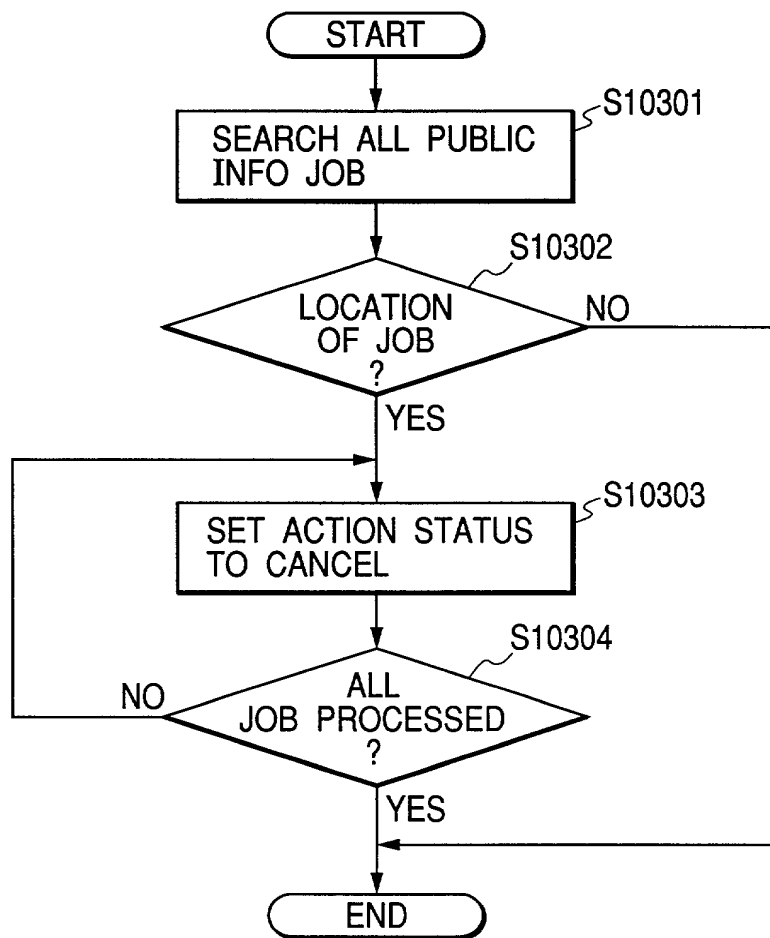 START
S10301
SEARCH ALL PUBLIC
INFO JOB
S10302
LOCATION
OF JOB
?
NO
YES
S10303
SET ACTION STATUS
TO CANCEL
S10304
ALL
JOB PROCESSED
?
NO
YES
END